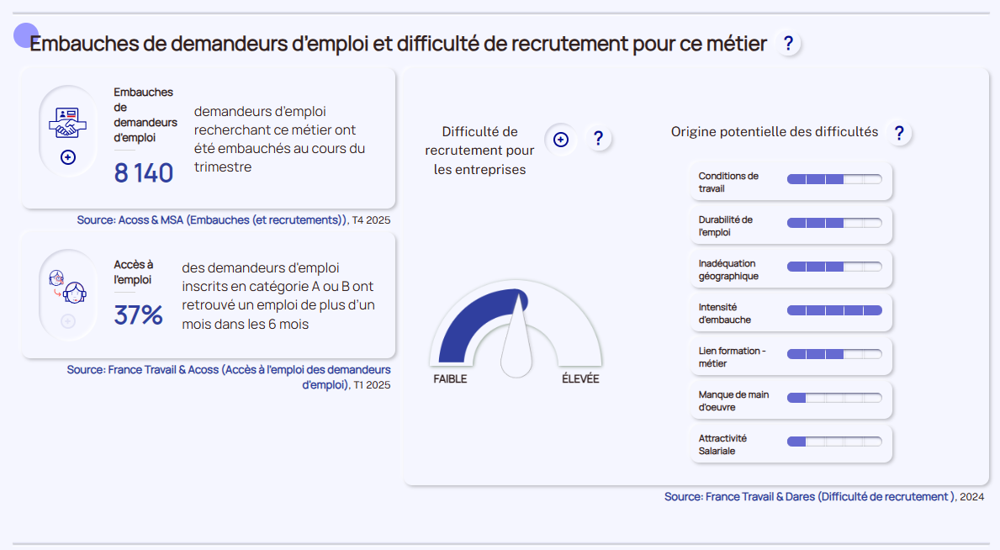 Embauches de demandeurs d'emploi et difficulté de recrutement pour ce métier ?
Embauches
de
demandeurs
d'emploi
8 140
demandeurs d'emploi
recherchant ce métier ont
été embauchés au cours du
trimestre
Source: Acoss & MSA (Embauches (et recrutements)), T4 2025
Accès à
l'emploi
37%
des demandeurs d'emploi
inscrits en catégorie A ou B ont
retrouvé un emploi de plus d'un
mois dans les 6 mois
Source: France Travail & Acoss (Accès à l'emploi des demandeurs
d'emploi), T1 2025
Difficulté de
recrutement pour
les entreprises
?
FAIBLE
ÉLEVÉE
Origine potentielle des difficultés ?
Conditions de
travail
Durabilité de
l'emploi
Inadéquation
géographique
Intensité
d'embauche
Lien formation -
métier
Manque de main
d'oeuvre
Attractivité
Salariale
Source: France Travail & Dares (Difficulté de recrutement ), 2024